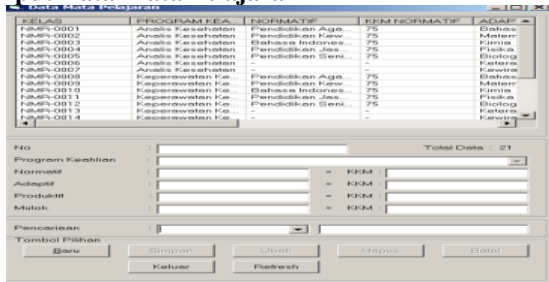 Data Mata Pelajaran
KELAS PROGRAM KEA... NORMATIF KKM NORMATIF ADAP
NMR-0001 Analis Kesehatan Pendidikan Aga... 75 Bahas
NMR-0002 Analis Kesehatan Pendidikan Kew... 75 Matem
NMR-0003 Analis Kesehatan Bahasa Indones... 75 Kimia
NMR-0004 Analis Kesehatan Pendidikan Jas... 75 Fisika
NMR-0005 Analis Kesehatan Pendidikan Seni... 75 Biolog
NMR-0006 Analis Kesehatan - - Ketera
NMR-0007 Analis Kesehatan - - Kewira
NMR-0008 Keperawatan Ke... Pendidikan Aga... 75 Bahas
NMR-0009 Keperawatan Ke... Pendidikan Kew... 75 Matem
NMR-0010 Keperawatan Ke... Bahasa Indones... 75 Kimia
NMR-0011 Keperawatan Ke... Pendidikan Jas... 75 Fisika
NMR-0012 Keperawatan Ke... Pendidikan Seni... 75 Biolog
NMR-0013 Keperawatan Ke... - - Ketera
NMR-0014 Keperawatan Ke... - - Kewira
No : Total Data : 21
Program Keahlian :
Normatif : = KKM :
Adaptif : = KKM :
Produktif : = KKM :
Mulok : = KKM :
Pencariaan :
Tombol Pilihan
Baru Simpan Ubah Hapus Batal
Keluar Refresh